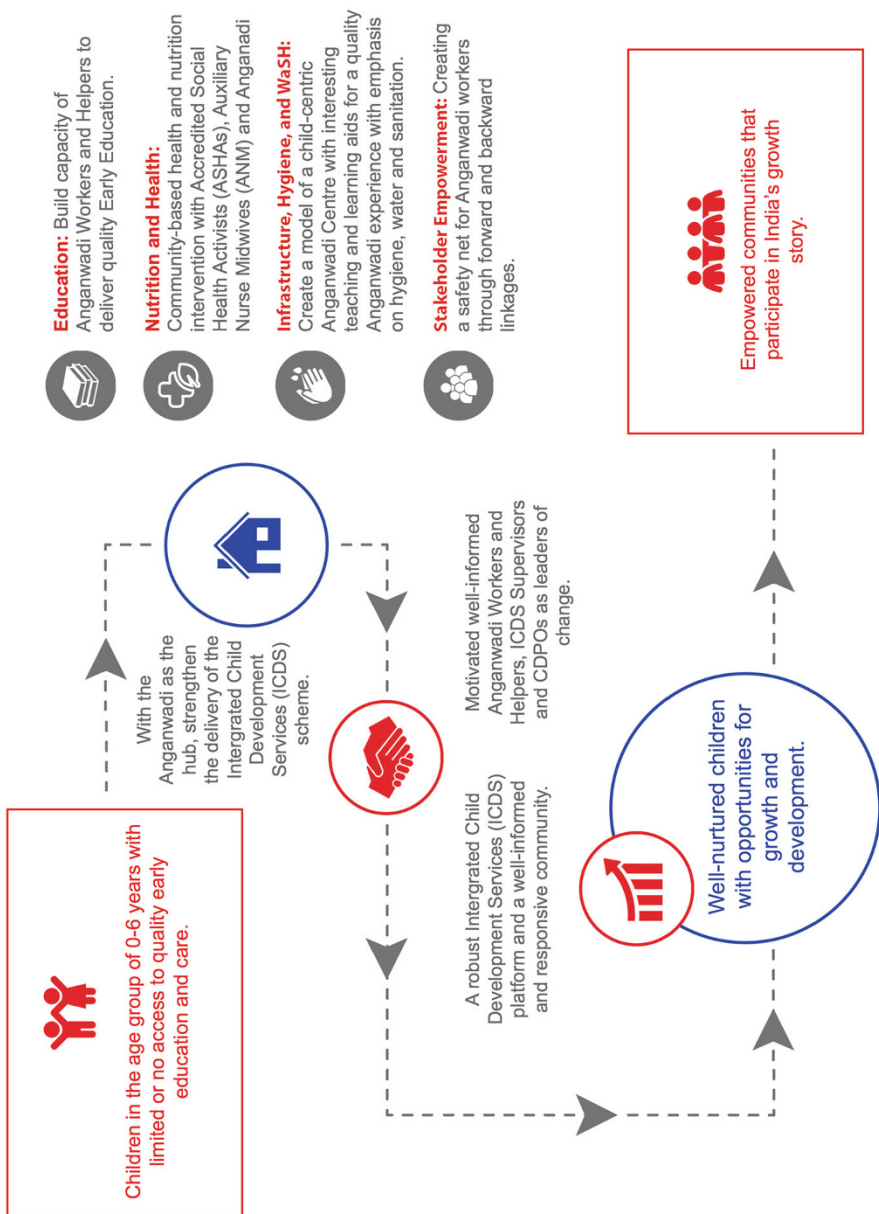 Children in the age group of 0-6 years with
limited or no access to quality early
education and care.
With the
Anganwadi as the
hub, strengthen
the delivery of the
Intergrated Child
Development
Services (ICDS)
scheme.
Education: Build capacity of
Anganwadi Workers and Helpers to
deliver quality Early Education.
Nutrition and Health:
Community-based health and nutrition
intervention with Accredited Social
Health Activists (ASHAs), Auxiliary
Nurse Midwives (ANM) and Anganadi
Infrastructure, Hygiene, and WaSH:
Create a model of a child-centric
Anganwadi Centre with interesting
teaching and learning aids for a quality
Anganwadi experience with emphasis
on hygiene, water and sanitation.
Stakeholder Empowerment: Creating
a safety net for Anganwadi workers
through forward and backward
linkages.
A robust Intergrated Child
Development Services (ICDS)
platform and a well-informed
and responsive community.
Motivated well-informed
Anganwadi Workers and
Helpers, ICDS Supervisors
and CDPOs as leaders of
change.
Well-nurtured children
with opportunities for
growth and
development.
Empowered communities that
participate in India's growth
story.